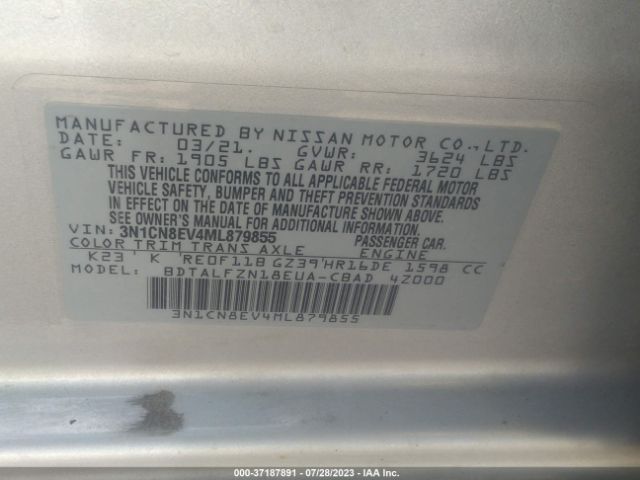 MANUFACTURED BY NISSAN MOTOR CO., LTD.
DATE: 03/21. GVWR: 3624 LBS
GAWR FR: 1905 LBS GAWR RR: 1720 LBS
THIS VEHICLE CONFORMS TO ALL APPLICABLE FEDERAL MOTOR
VEHICLE SAFETY, BUMPER AND THEFT PREVENTION STANDARDS
IN EFFECT ON THE DATE OF MANUFACTURE SHOWN ABOVE.
SEE OWNER'S MANUAL FOR ADDITIONAL INFORMATION.
VIN: 3N1CN8EV4ML879855 PASSENGER CAR.
COLOR TRIM TRANS AXLE ENGINE
K23 K RE0F11B GZ39 HR16DE 1598 CC
MODEL: BDTALFZN18EUA-CBAD 4Z000
3N1CN8EV4ML879855
000-37187891 - 07/28/2023 - IAA Inc.